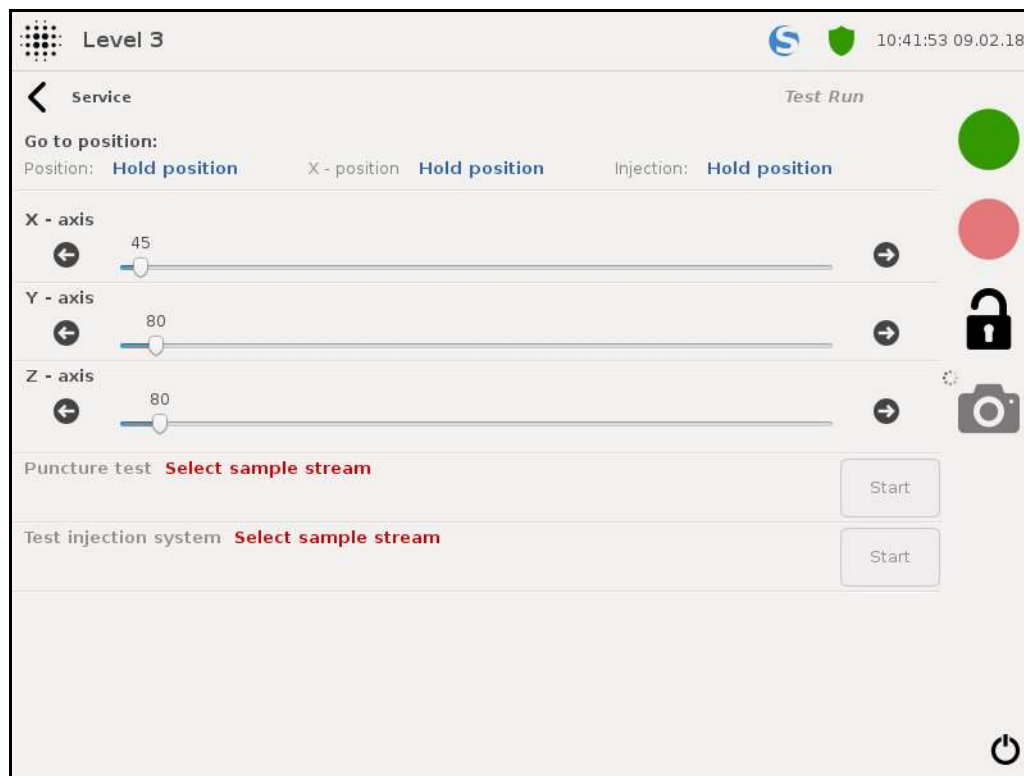 Level 3 10:41:53 09.02.18
Service Test Run
Go to position:
Position: Hold position X - position Hold position Injection: Hold position
X - axis
45
Y - axis
80
Z - axis
80
Puncture test Select sample stream
Start
Test injection system Select sample stream
Start